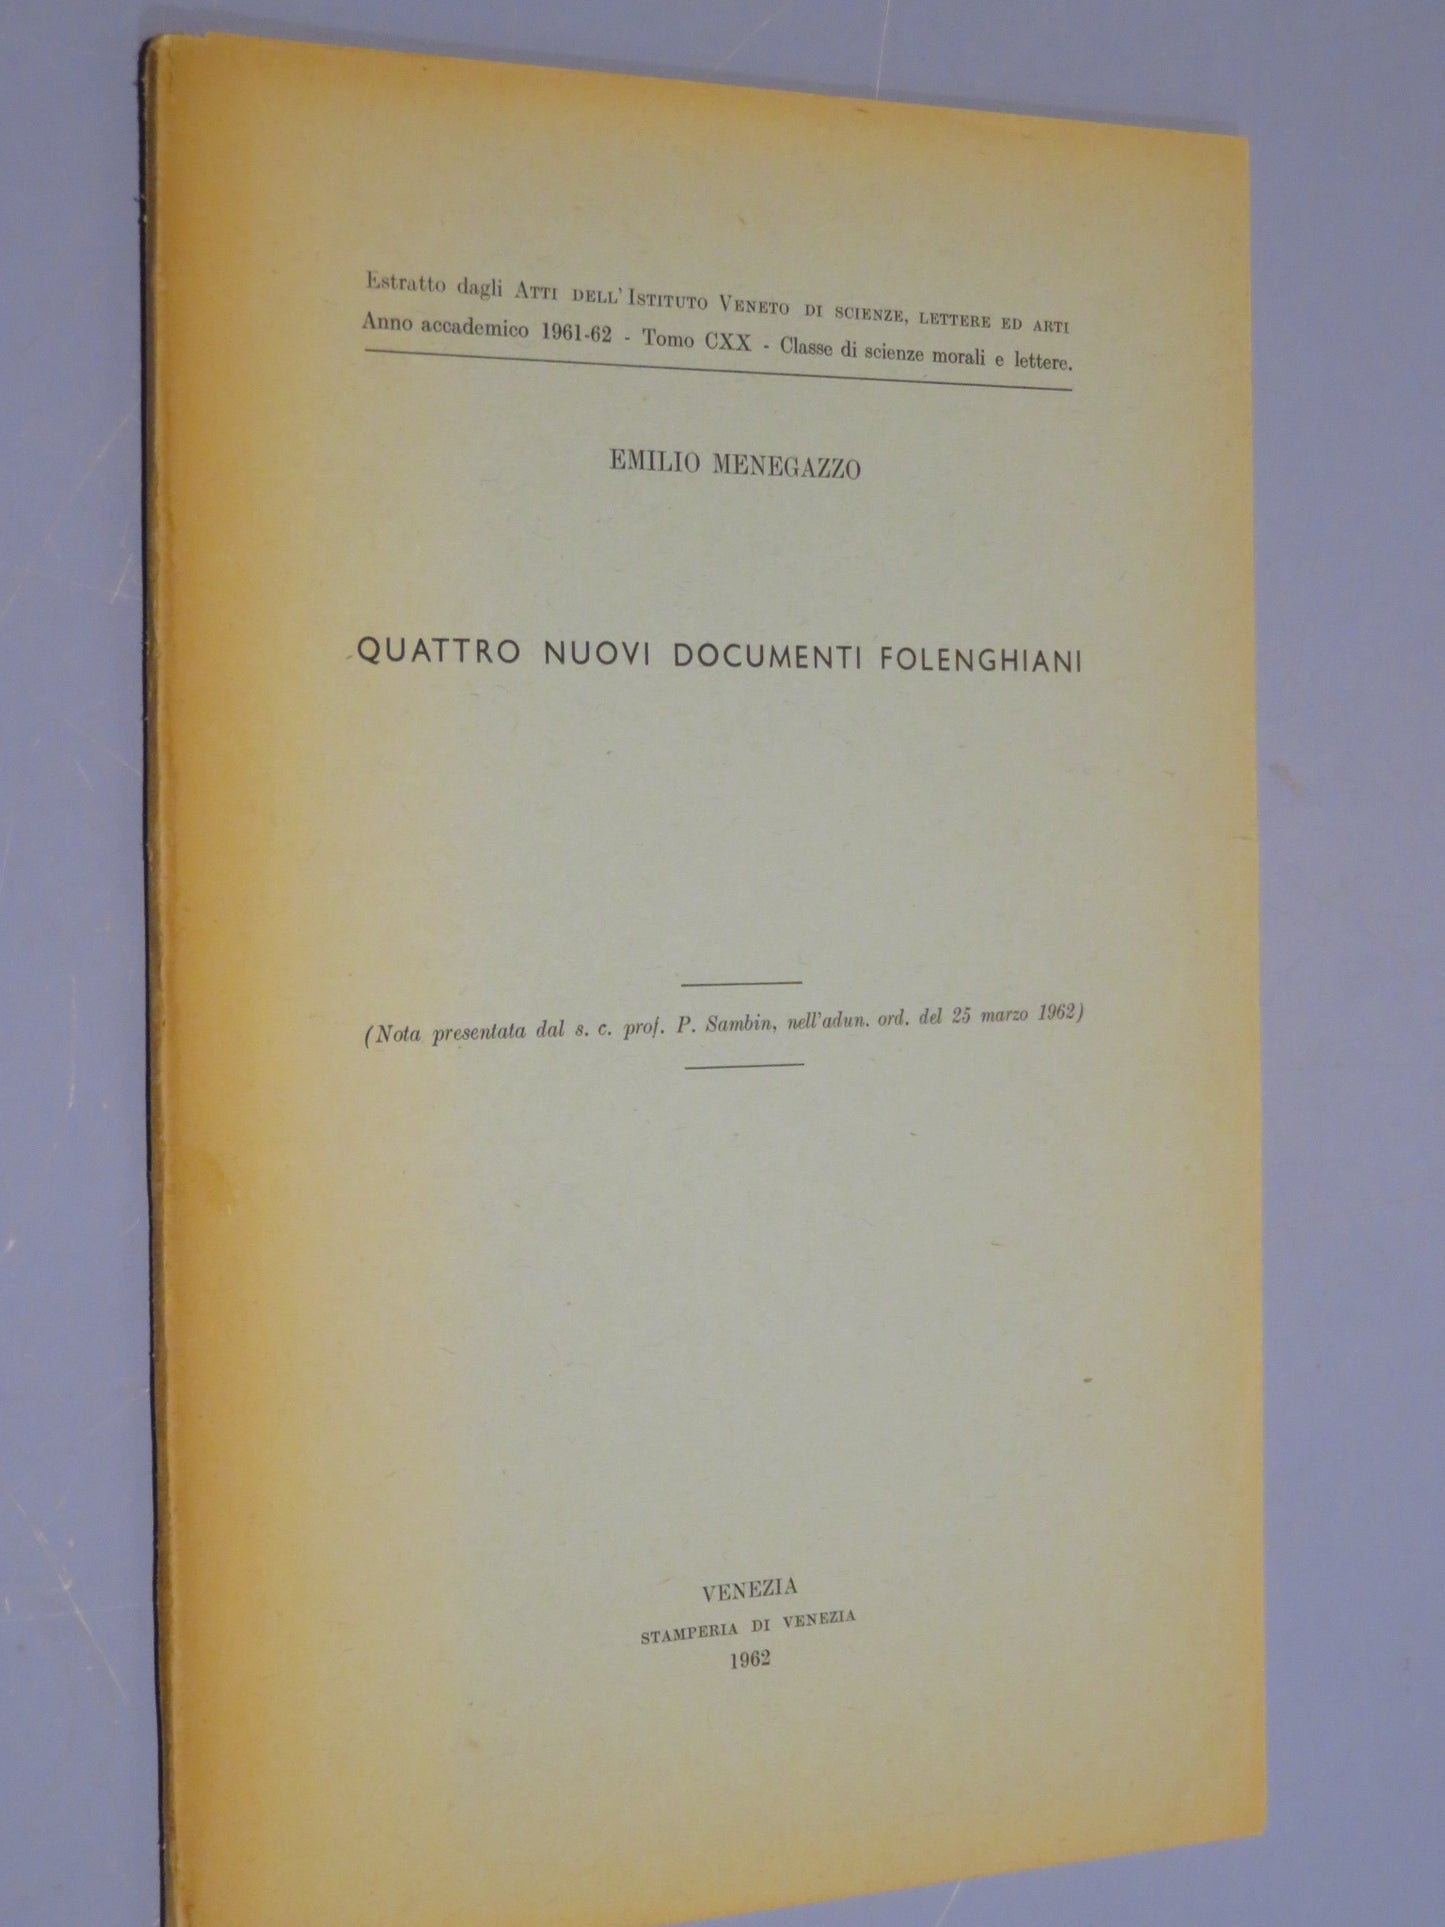 Estratto dagli ATTI DELL'ISTITUTO VENETO DI SCIENZE, LETTERE ED ARTI
Anno accademico 1961-62 - Tomo CXX - Classe di scienze morali e lettere.
EMILIO MENEGAZZO
QUATTRO NUOVI DOCUMENTI FOLENGHIANI
(Nota presentata dal s. c. prof. P. Sambin, nell'adun. ord. del 25 marzo 1962)
VENEZIA
STAMPERIA DI VENEZIA
1962